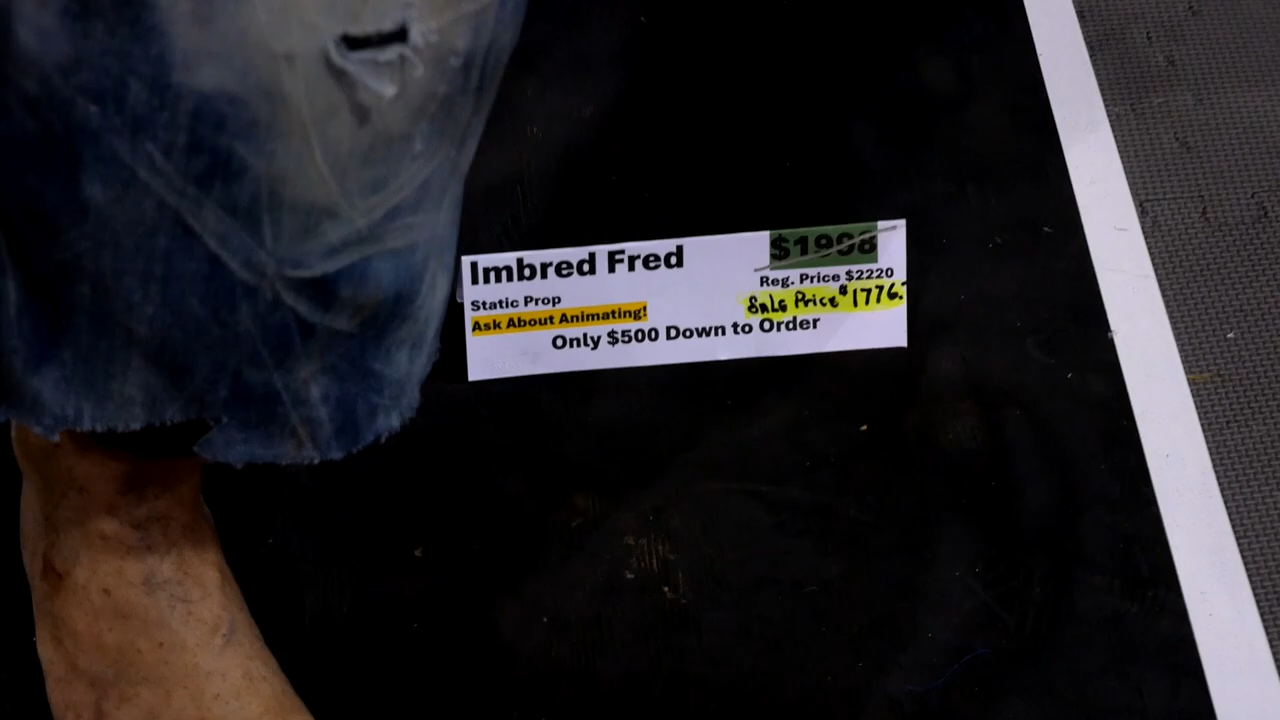 Imbred Fred
$1998
Reg. Price $2220
Static Prop
Sale Price $1776.
Ask About Animating!
Only $500 Down to Order